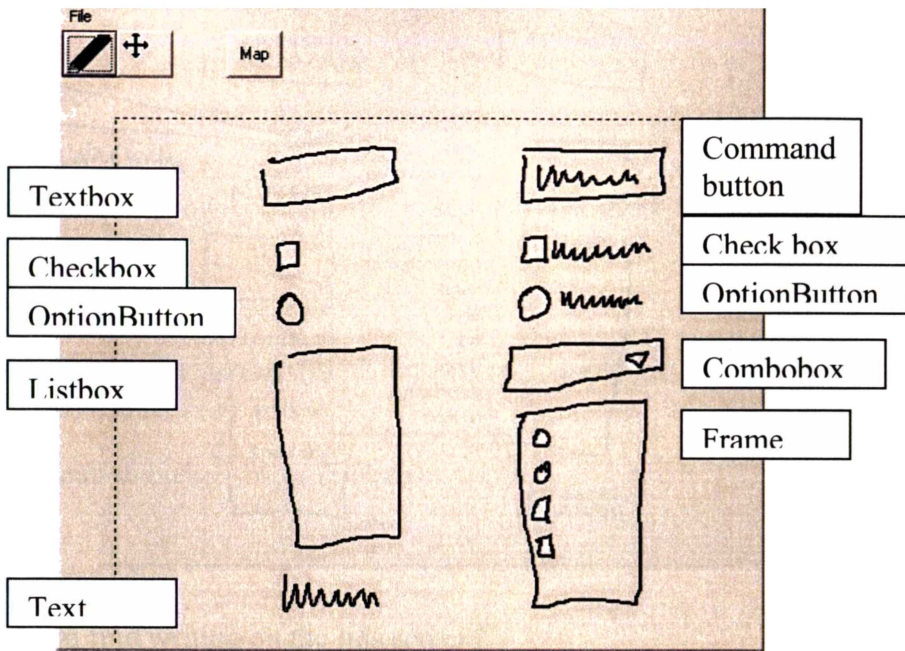 File
Map
Textbox
Command
button
Checkbox
Check box
OptionButton
OptionButton
Listbox
Combobox
Frame
Text